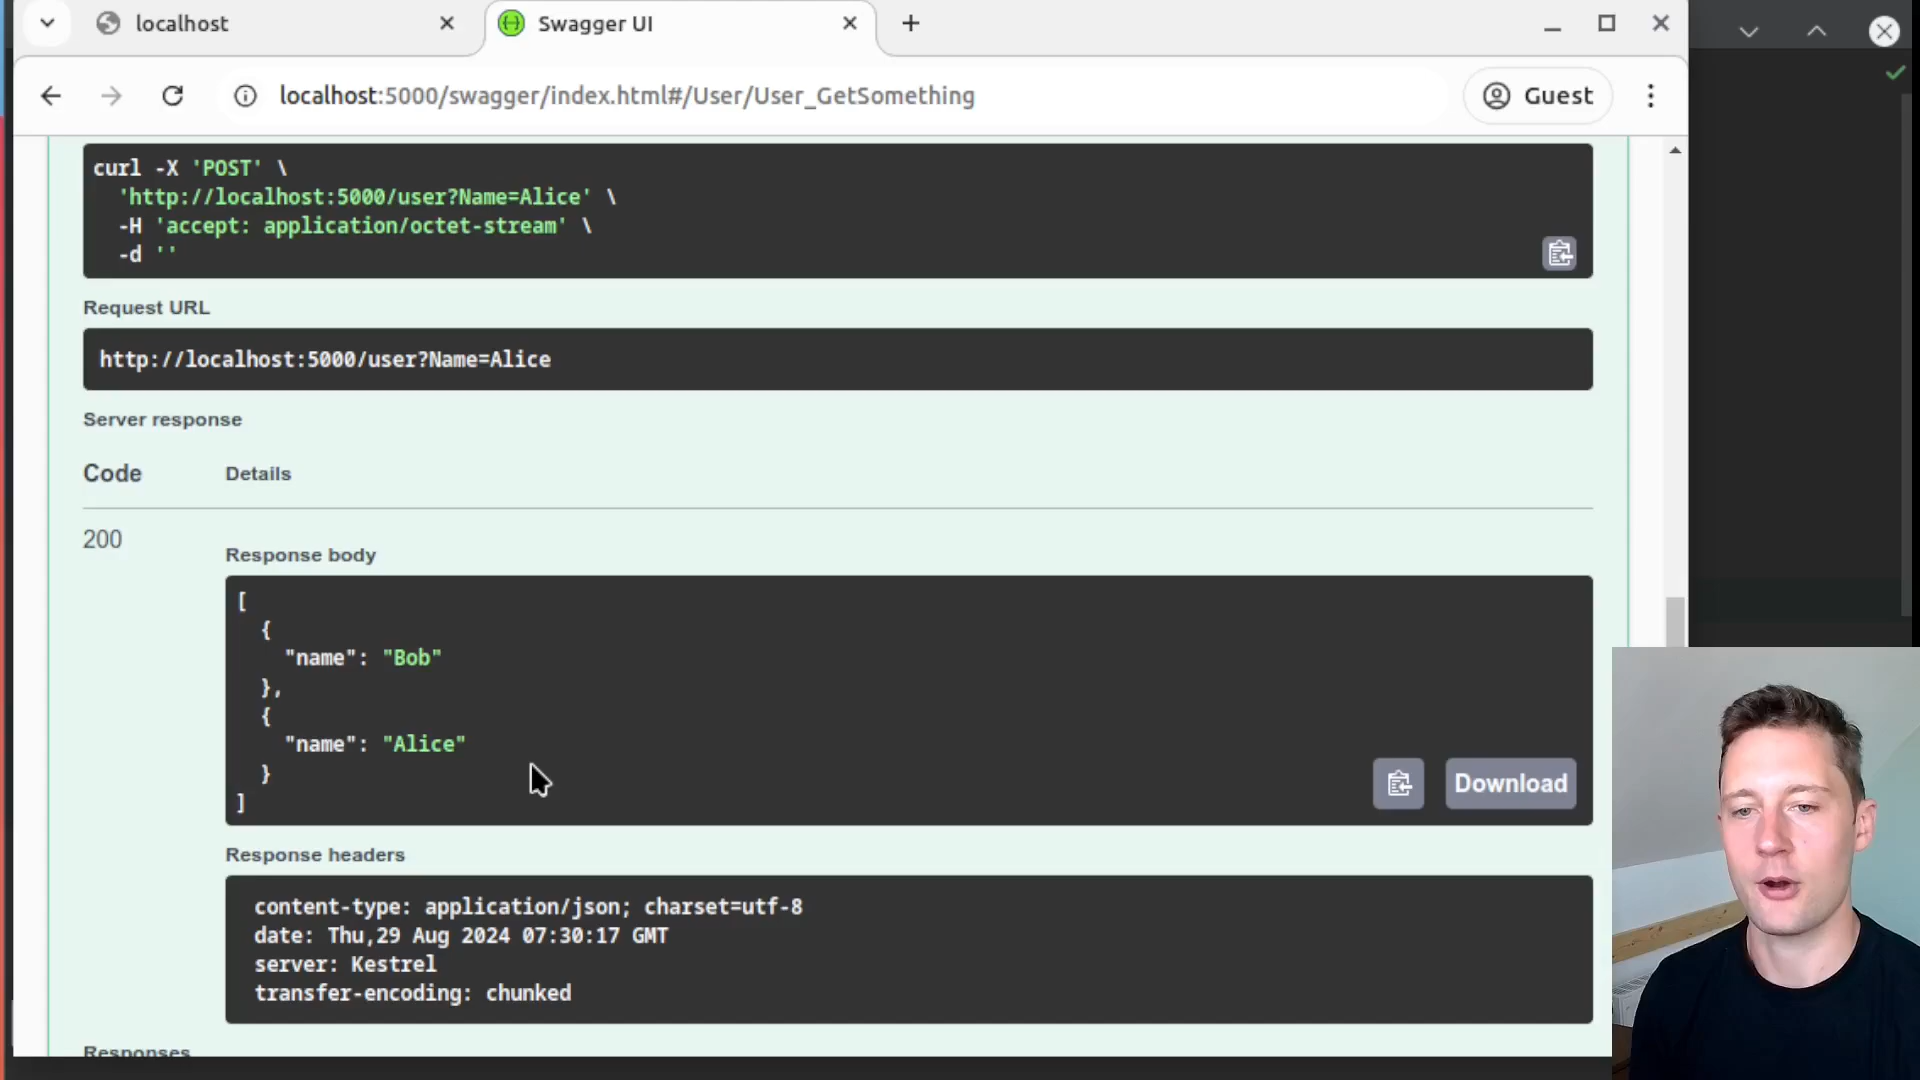 localhost
Swagger UI
localhost:5000/swagger/index.html#/User/User_GetSomething
Guest
curl -X 'POST' \
'http://localhost:5000/user?Name=Alice' \
-H 'accept: application/octet-stream' \
-d ''
Request URL
http://localhost:5000/user?Name=Alice
Server response
Code Details
200
Response body
[
{
"name": "Bob"
},
{
"name": "Alice"
}
]
Download
Response headers
content-type: application/json; charset=utf-8
date: Thu,29 Aug 2024 07:30:17 GMT
server: Kestrel
transfer-encoding: chunked
Responses